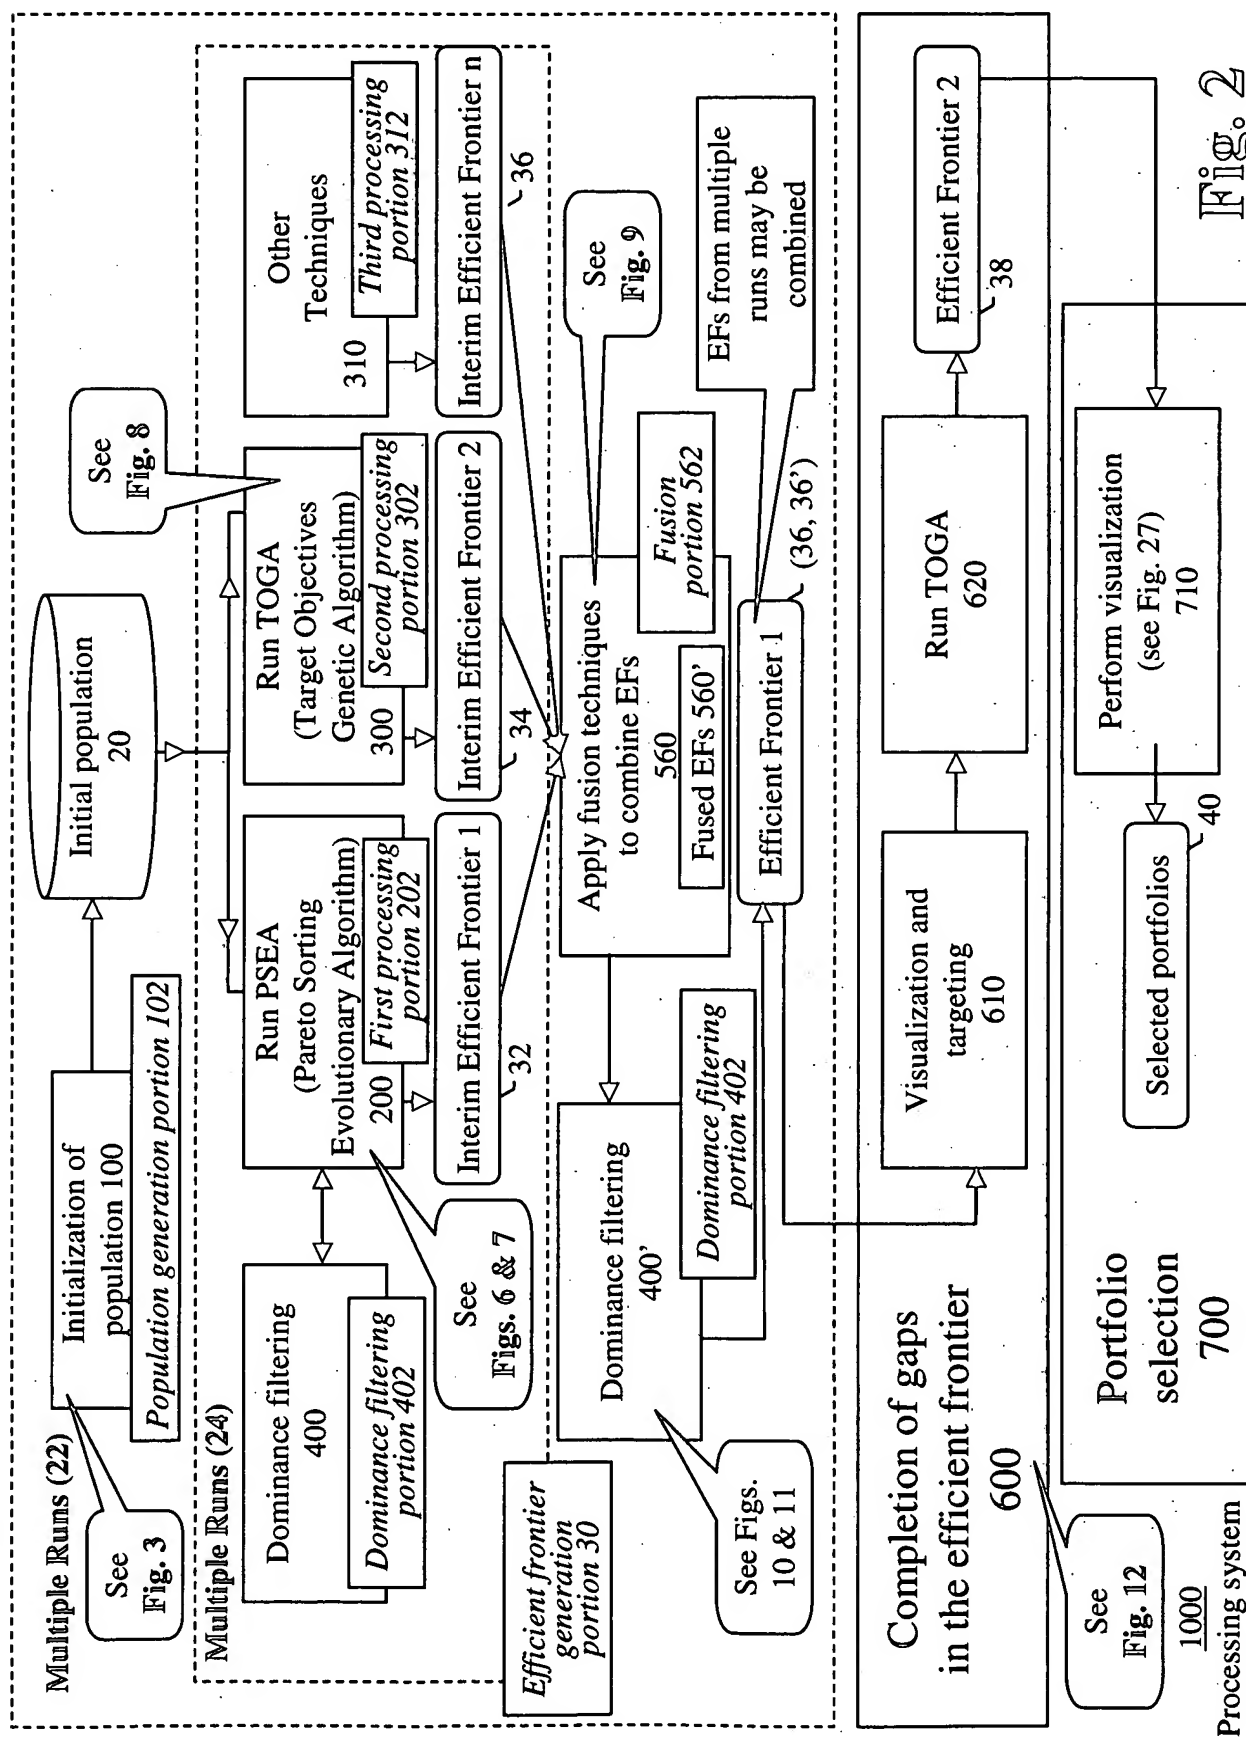 Multiple Runs (22)
See
Fig. 3
Initialization of
population 100
Population generation portion 102
Initial population
20
See
Fig. 8
Multiple Runs (24)
Dominance filtering
400
Dominance filtering
portion 402
Run PSEA
(Pareto Sorting
Evolutionary Algorithm)
200
First processing
portion 202
Run TOGA
(Target Objectives
Genetic Algorithm)
300
Second processing
portion 302
Other
Techniques
310
Third processing
portion 312
See
Figs. 6 & 7
Interim Efficient Frontier 1
32
Interim Efficient Frontier 2
34
Interim Efficient Frontier n
36
Efficient frontier
generation
portion 30
See Figs.
10 & 11
Dominance filtering
400’
Dominance filtering
portion 402
Apply fusion techniques
to combine EFs
560
Fused EFs 560’
Fusion
portion 562
See
Fig. 9
Efficient Frontier 1
(36, 36’)
EFs from multiple
runs may be
combined
Completion of gaps
in the efficient frontier
600
Visualization and
targeting
610
Run TOGA
620
Efficient Frontier 2
38
See
Fig. 12
Portfolio
selection
700
Selected portfolios
40
Perform visualization
(see Fig. 27)
710
1000
Processing system
Fig. 2